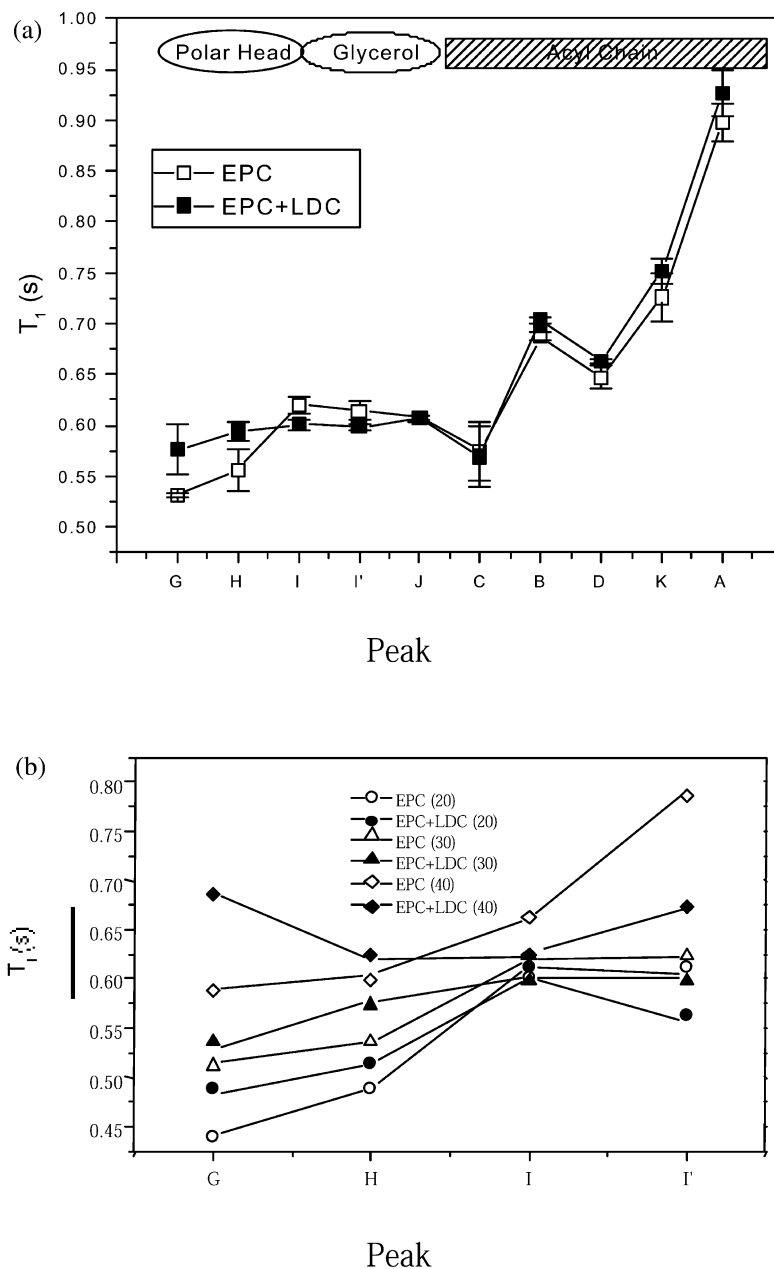 (a)
1.00
Polar Head
Glycerol
Acyl Chain
0.95
0.90
0.85
EPC
EPC+LDC
0.80
0.75
0.70
0.65
0.60
0.55
0.50
T1 (s)
G H I I' J C B D K A
Peak
(b)
0.80
EPC (20)
EPC+LDC (20)
EPC (30)
EPC+LDC (30)
EPC (40)
EPC+LDC (40)
0.75
0.70
0.65
0.60
0.55
0.50
0.45
T1 (s)
G H I I'
Peak